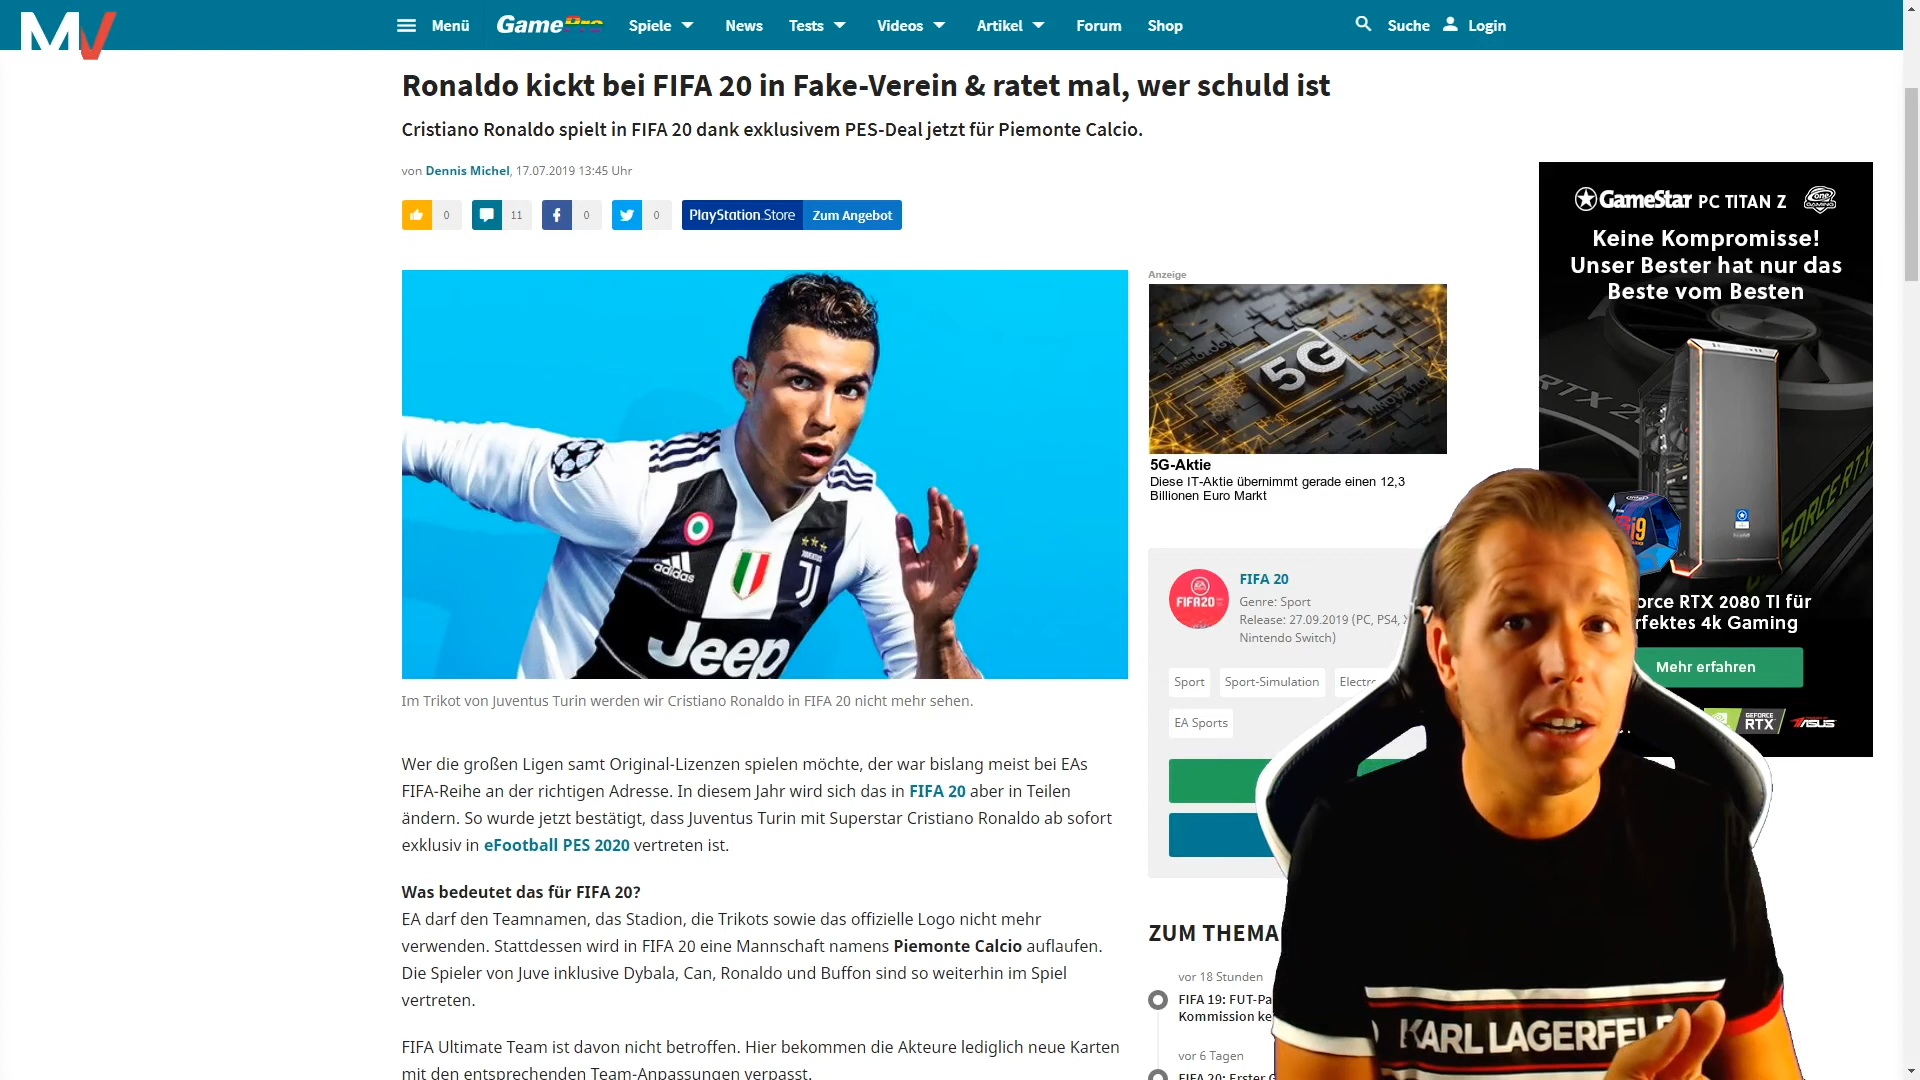 MV
Menü
GamePro
Spiele
News
Tests
Videos
Artikel
Forum
Shop
Suche
Login
Ronaldo kickt bei FIFA 20 in Fake-Verein & ratet mal, wer schuld ist
Cristiano Ronaldo spielt in FIFA 20 dank exklusivem PES-Deal jetzt für Piemonte Calcio.
von Dennis Michel, 17.07.2019 13:45 Uhr
0
11
0
0
PlayStation Store
Zum Angebot
adidas
JUVENTUS
Jeep
Im Trikot von Juventus Turin werden wir Cristiano Ronaldo in FIFA 20 nicht mehr sehen.
Wer die großen Ligen samt Original-Lizenzen spielen möchte, der war bislang meist bei EAs
FIFA-Reihe an der richtigen Adresse. In diesem Jahr wird sich das in FIFA 20 aber in Teilen
ändern. So wurde jetzt bestätigt, dass Juventus Turin mit Superstar Cristiano Ronaldo ab sofort
exklusiv in eFootball PES 2020 vertreten ist.
Was bedeutet das für FIFA 20?
EA darf den Teamnamen, das Stadion, die Trikots sowie das offizielle Logo nicht mehr
verwenden. Stattdessen wird in FIFA 20 eine Mannschaft namens Piemonte Calcio auflaufen.
Die Spieler von Juve inklusive Dybala, Can, Ronaldo und Buffon sind so weiterhin im Spiel
vertreten.
FIFA Ultimate Team ist davon nicht betroffen. Hier bekommen die Akteure lediglich neue Karten
mit den entsprechenden Team-Anpassungen verpasst.
Anzeige
5G
5G-Aktie
Diese IT-Aktie übernimmt gerade einen 12,3
Billionen Euro Markt
FIFA 20
FIFA 20
Genre: Sport
Release: 27.09.2019 (PC, PS4,
Nintendo Switch)
Sport
Sport-Simulation
Electr
EA Sports
ZUM THEMA
vor 18 Stunden
FIFA 19: FUT-Pa
Kommission ke
vor 6 Tagen
FIFA 20: Erster
GameStar PC TITAN Z
Keine Kompromisse!
Unser Bester hat nur das
Beste vom Besten
i9
orce RTX 2080 TI für
rfektes 4k Gaming
Mehr erfahren
GEFORCE
RTX
ASUS
KARL LAGERFEL